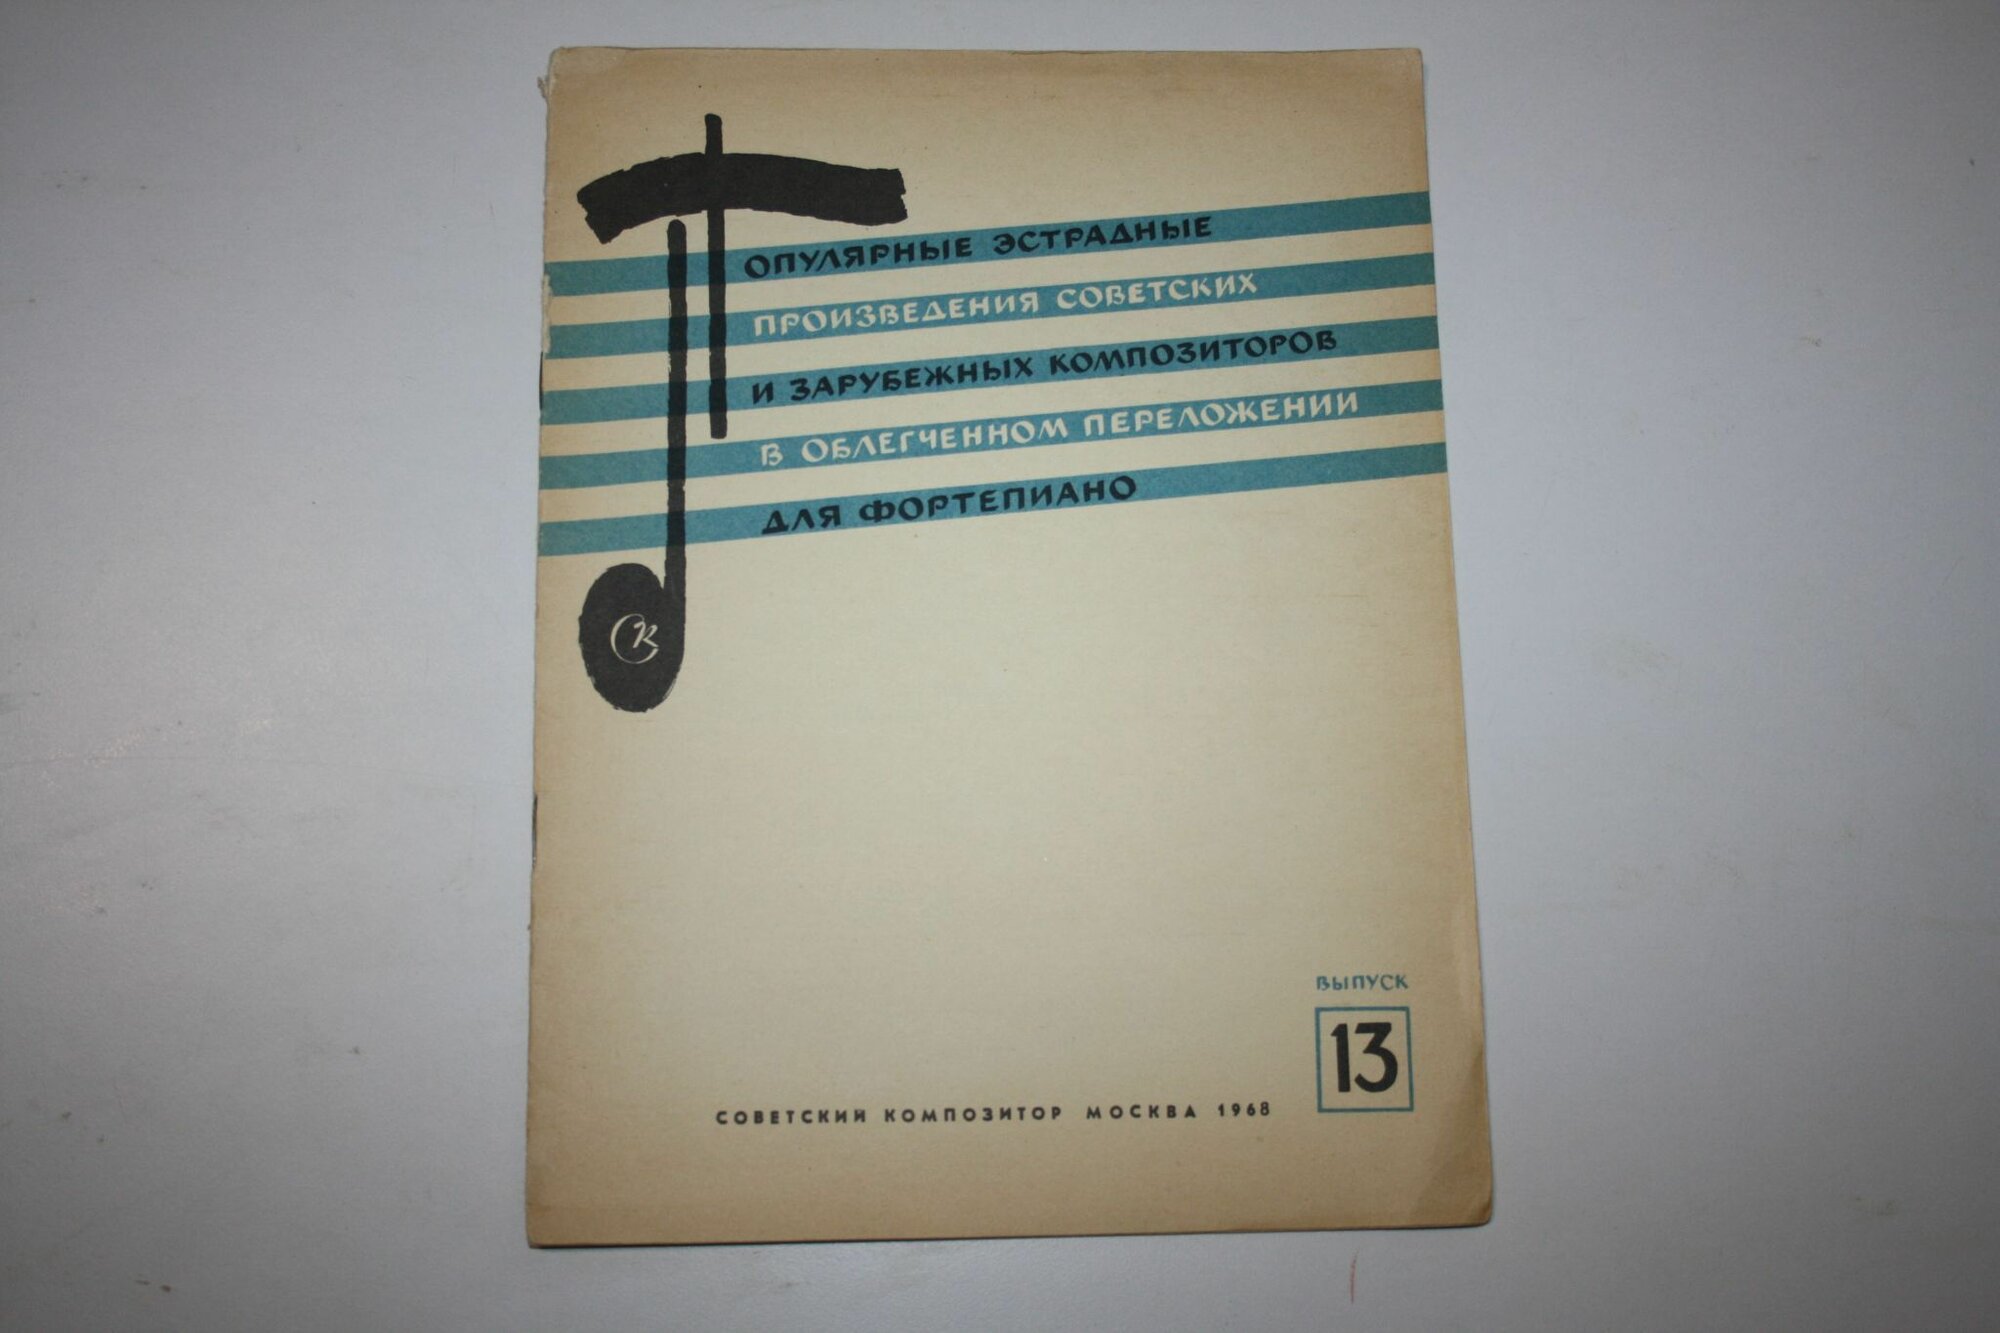 ПОПУЛЯРНЫЕ ЭСТРАДНЫЕ
ПРОИЗВЕДЕНИЯ СОВЕТСКИХ
И ЗАРУБЕЖНЫХ КОМПОЗИТОРОВ
В ОБЛЕГЧЕННОМ ПЕРЕЛОЖЕНИИ
ДЛЯ ФОРТЕПИАНО
СК
ВЫПУСК
13
СОВЕТСКИЙ КОМПОЗИТОР МОСКВА 1968